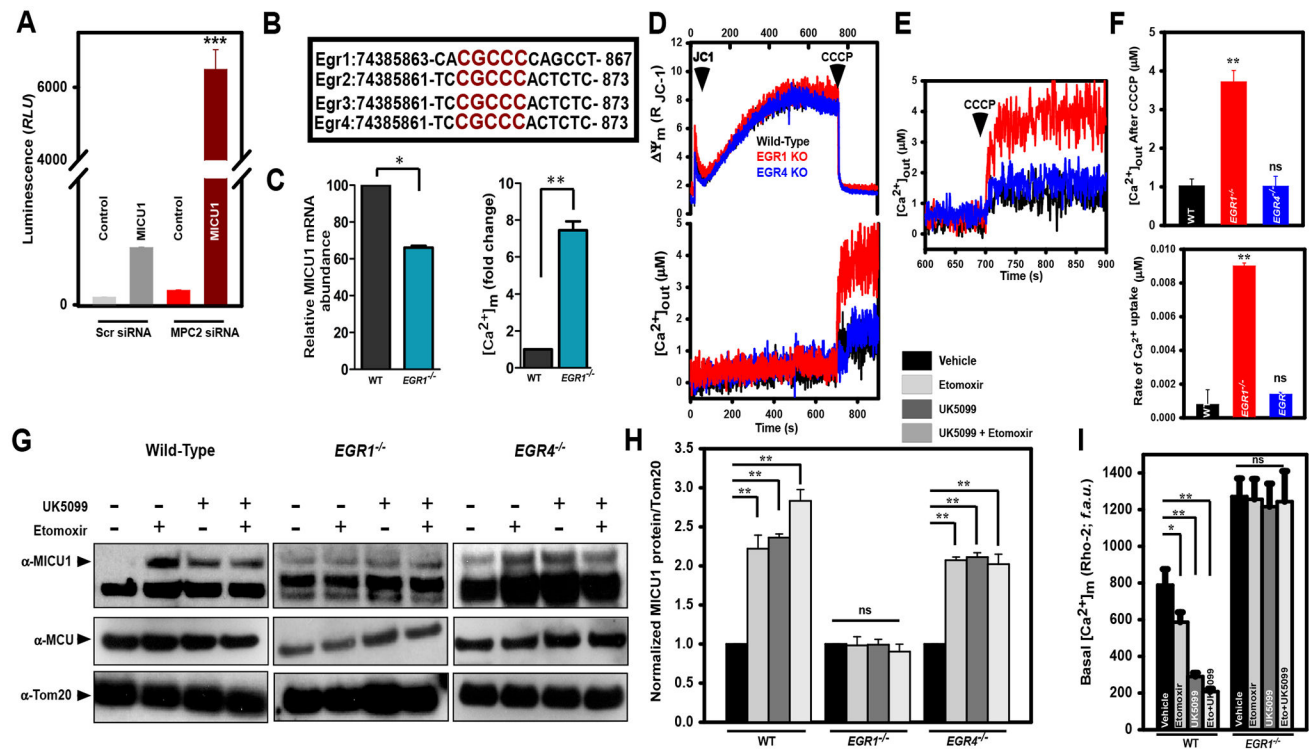 A
Luminescence (RLU)
6000
4000
0
***
Control
MICU1
Control
MICU1
Scr siRNA
MPC2 siRNA
B
Egr1:74385863-CACGCCCCAGCCT- 867
Egr2:74385861-TCCGCCCACTCTC- 873
Egr3:74385861-TCCGCCCACTCTC- 873
Egr4:74385861-TCCGCCCACTCTC- 873
C
Relative MICU1 mRNA
abundance
100
80
60
40
20
0
*
WT
EGR1-/-
[Ca2+]m (fold change)
10
8
6
4
2
0
**
WT
EGR1-/-
D
0 200 400 600 800
ΔΨm (R JC-1)
12
10
8
6
4
2
0
JC1
CCCP
Wild-Type
EGR1 KO
EGR4 KO
[Ca2+]out (µM)
5
4
3
2
1
0
0 200 400 600 800
Time (s)
E
[Ca2+]out (µM)
5
4
3
2
1
0
CCCP
600 700 800 900
Time (s)
F
[Ca2+]out After CCCP (µM)
5
4
3
2
1
0
**
ns
WT
EGR1-/-
EGR4-/-
Rate of Ca2+ uptake
(µM)
0.010
0.008
0.006
0.004
0.002
0.000
**
ns
W
EGR1-/-
EGR
Vehicle
Etomoxir
UK5099
UK5099 + Etomoxir
G
Wild-Type
EGR1-/-
EGR4-/-
UK5099
- - + + - - + + - - + +
Etomoxir
- + - + - + - + - + - +
α-MICU1
α-MCU
α-Tom20
H
Normalized MICU1 protein/Tom20
3.5
3.0
2.5
2.0
1.5
1.0
0.5
0.0
**
**
**
ns
**
**
**
WT
EGR1-/-
EGR4-/-
I
Basal [Ca2+]m (Rho-2; f.a.u.)
1400
1200
1000
800
600
400
200
0
**
**
*
ns
Vehicle
Etomoxir
UK5099
Eto+UK5099
Vehicle
Etomoxir
UK5099
Eto+UK5099
WT
EGR1-/-